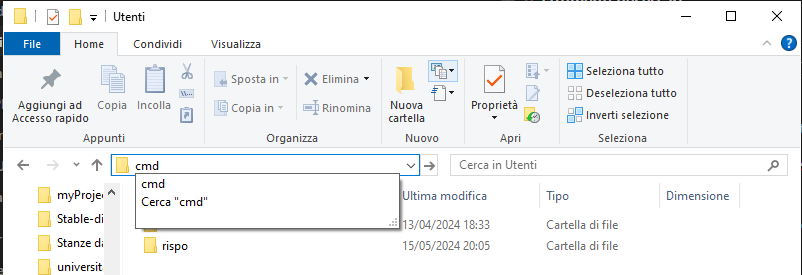 Utenti
File Home Condividi Visualizza
Aggiungi ad
Accesso rapido
Copia
Incolla
Appunti
Sposta in
Copia in
Elimina
Rinomina
Organizza
Nuova
cartella
Nuovo
Proprietà
Apri
Seleziona tutto
Deseleziona tutto
Inverti selezione
Seleziona
cmd
Cerca in Utenti
cmd
Cerca "cmd"
myProjec
Stable-di
Stanze da
universit
Ultima modifica Tipo Dimensione
13/04/2024 18:33 Cartella di file
rispo 15/05/2024 20:05 Cartella di file